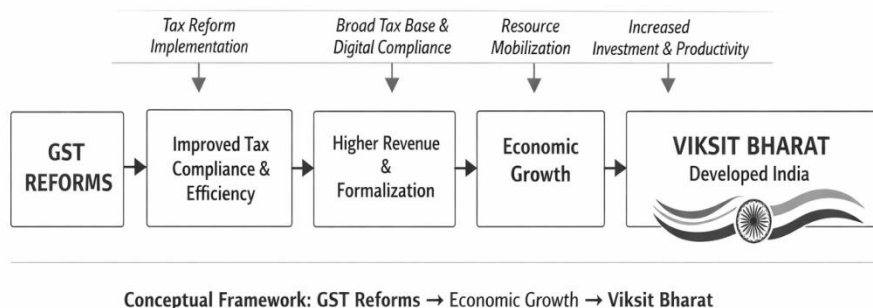 Tax Reform
Implementation
Broad Tax Base &
Digital Compliance
Resource
Mobilization
Increased
Investment & Productivity
GST
REFORMS
Improved Tax
Compliance &
Efficiency
Higher Revenue
&
Formalization
Economic
Growth
VIKSIT BHARAT
Developed India
Conceptual Framework: GST Reforms → Economic Growth → Viksit Bharat